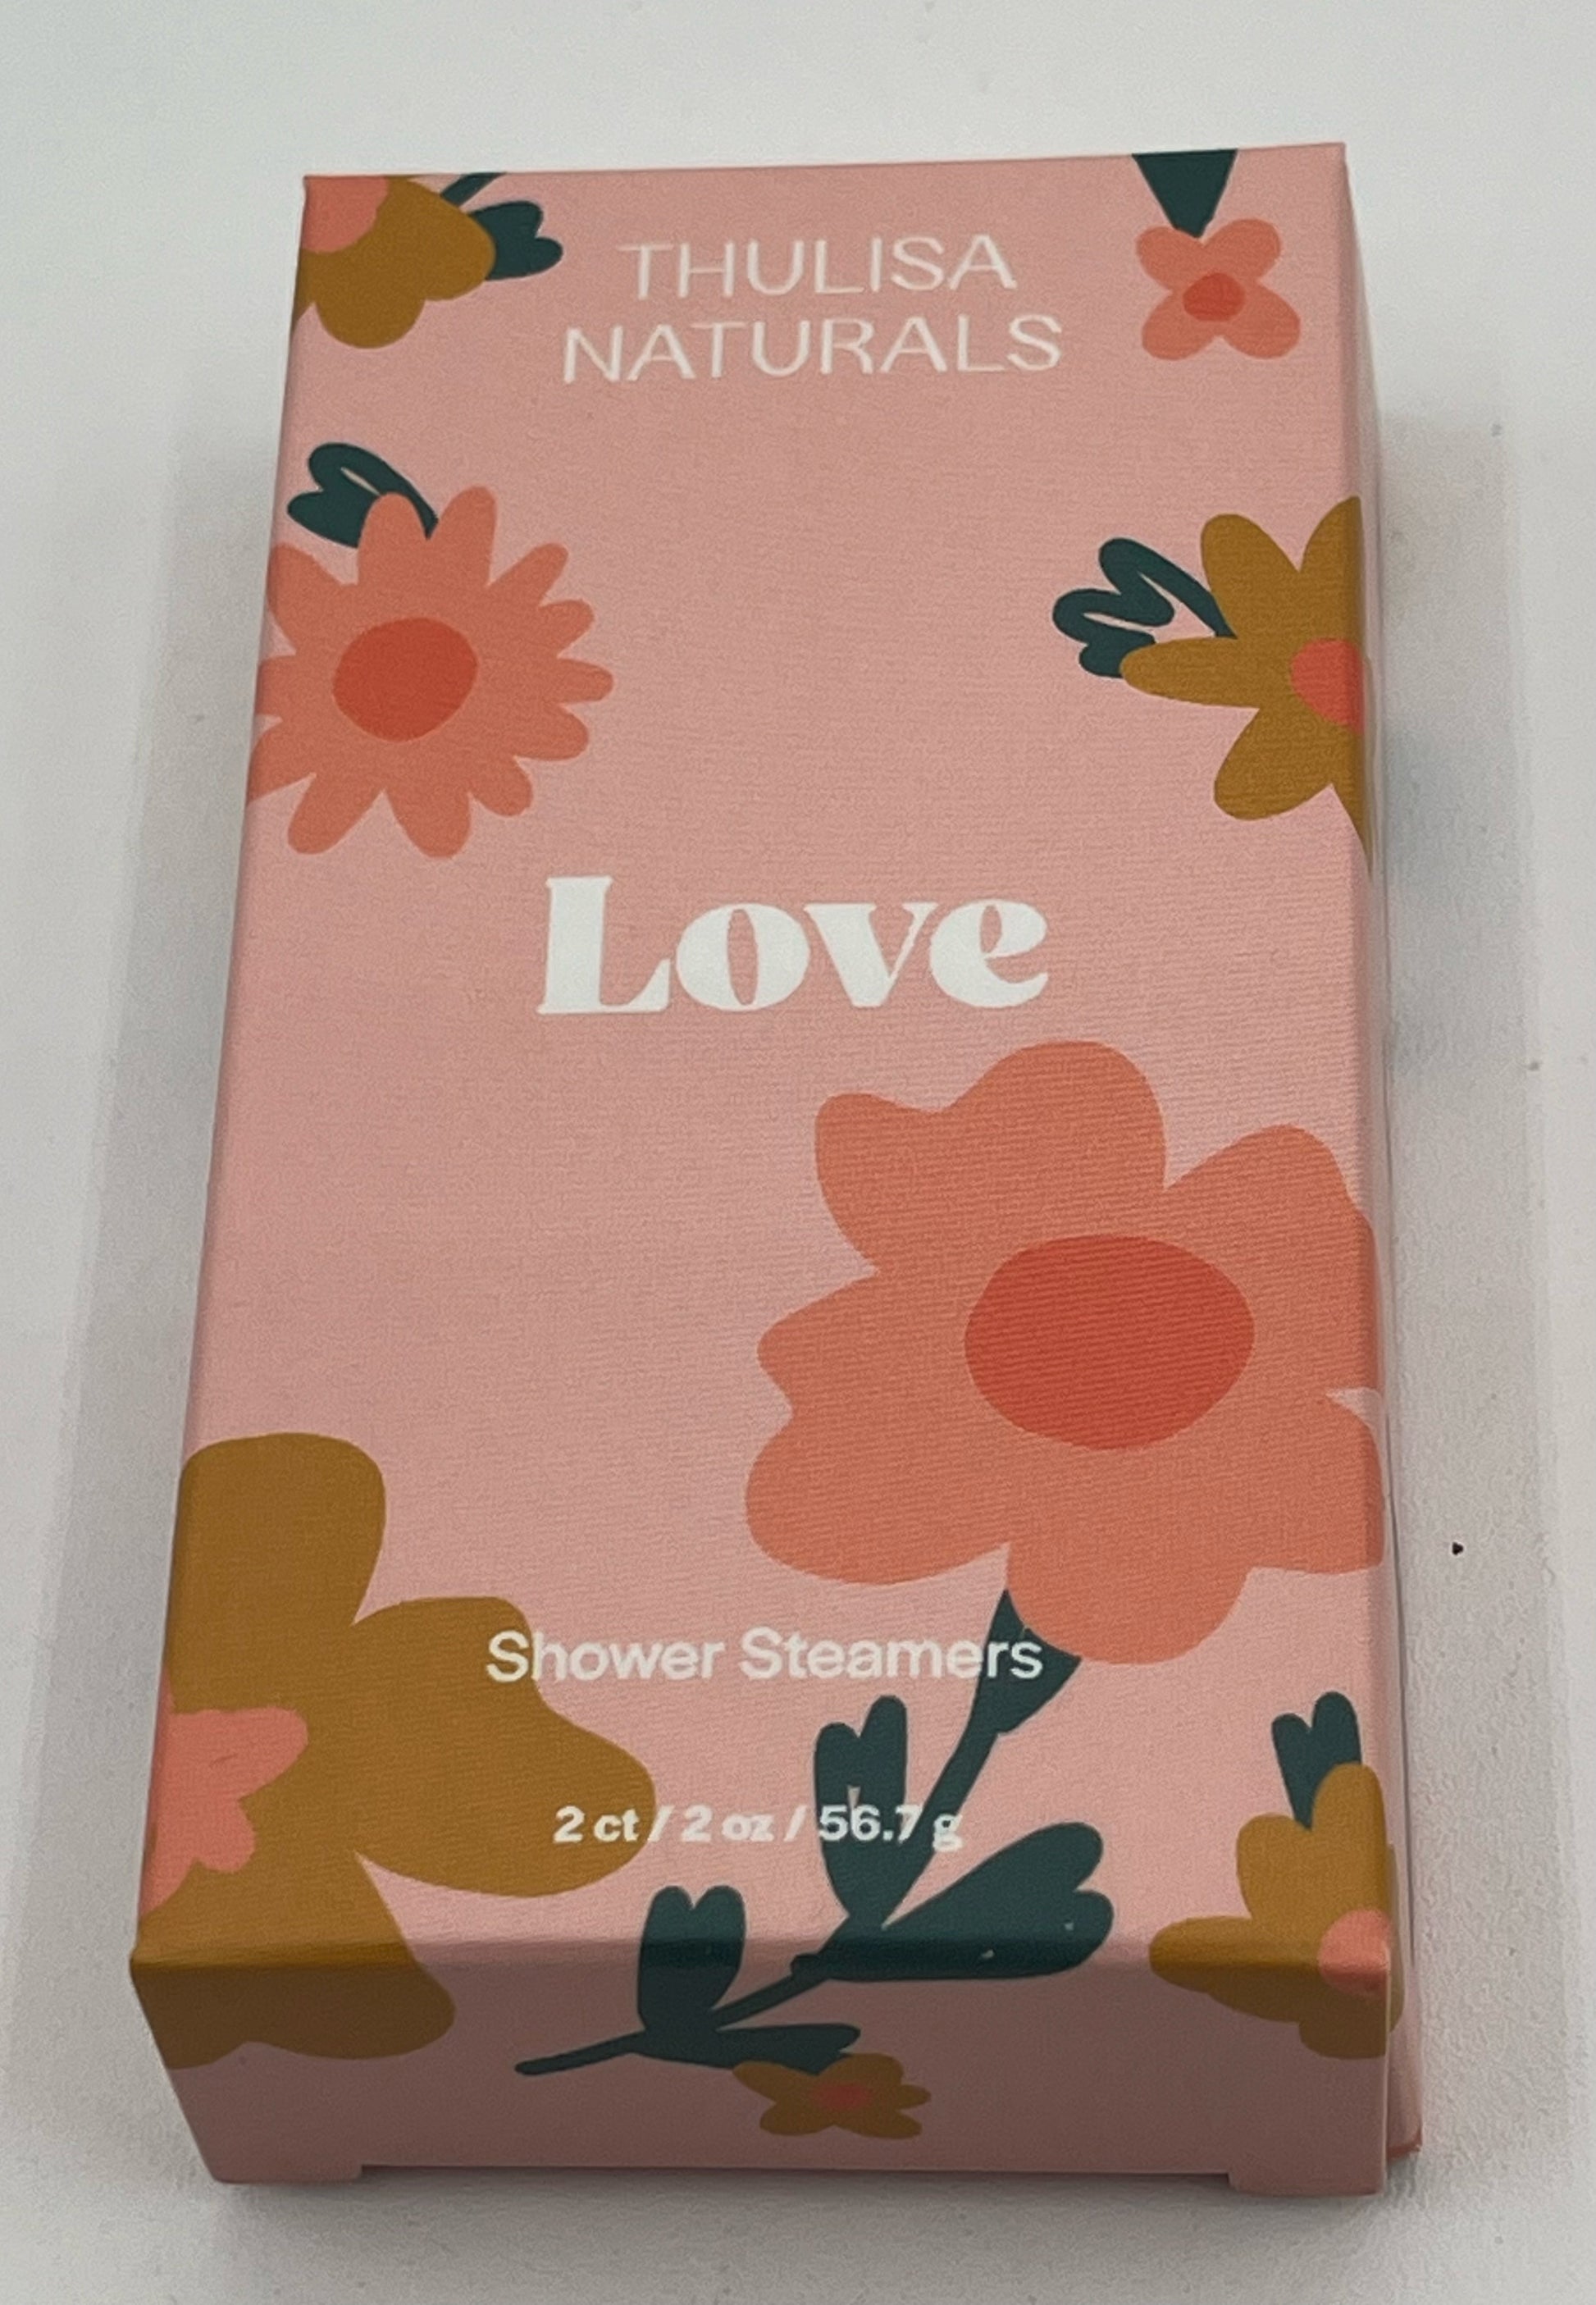 THULISA
NATURALS
Love
Shower Steamers
2 ct / 2 oz / 56.7 g